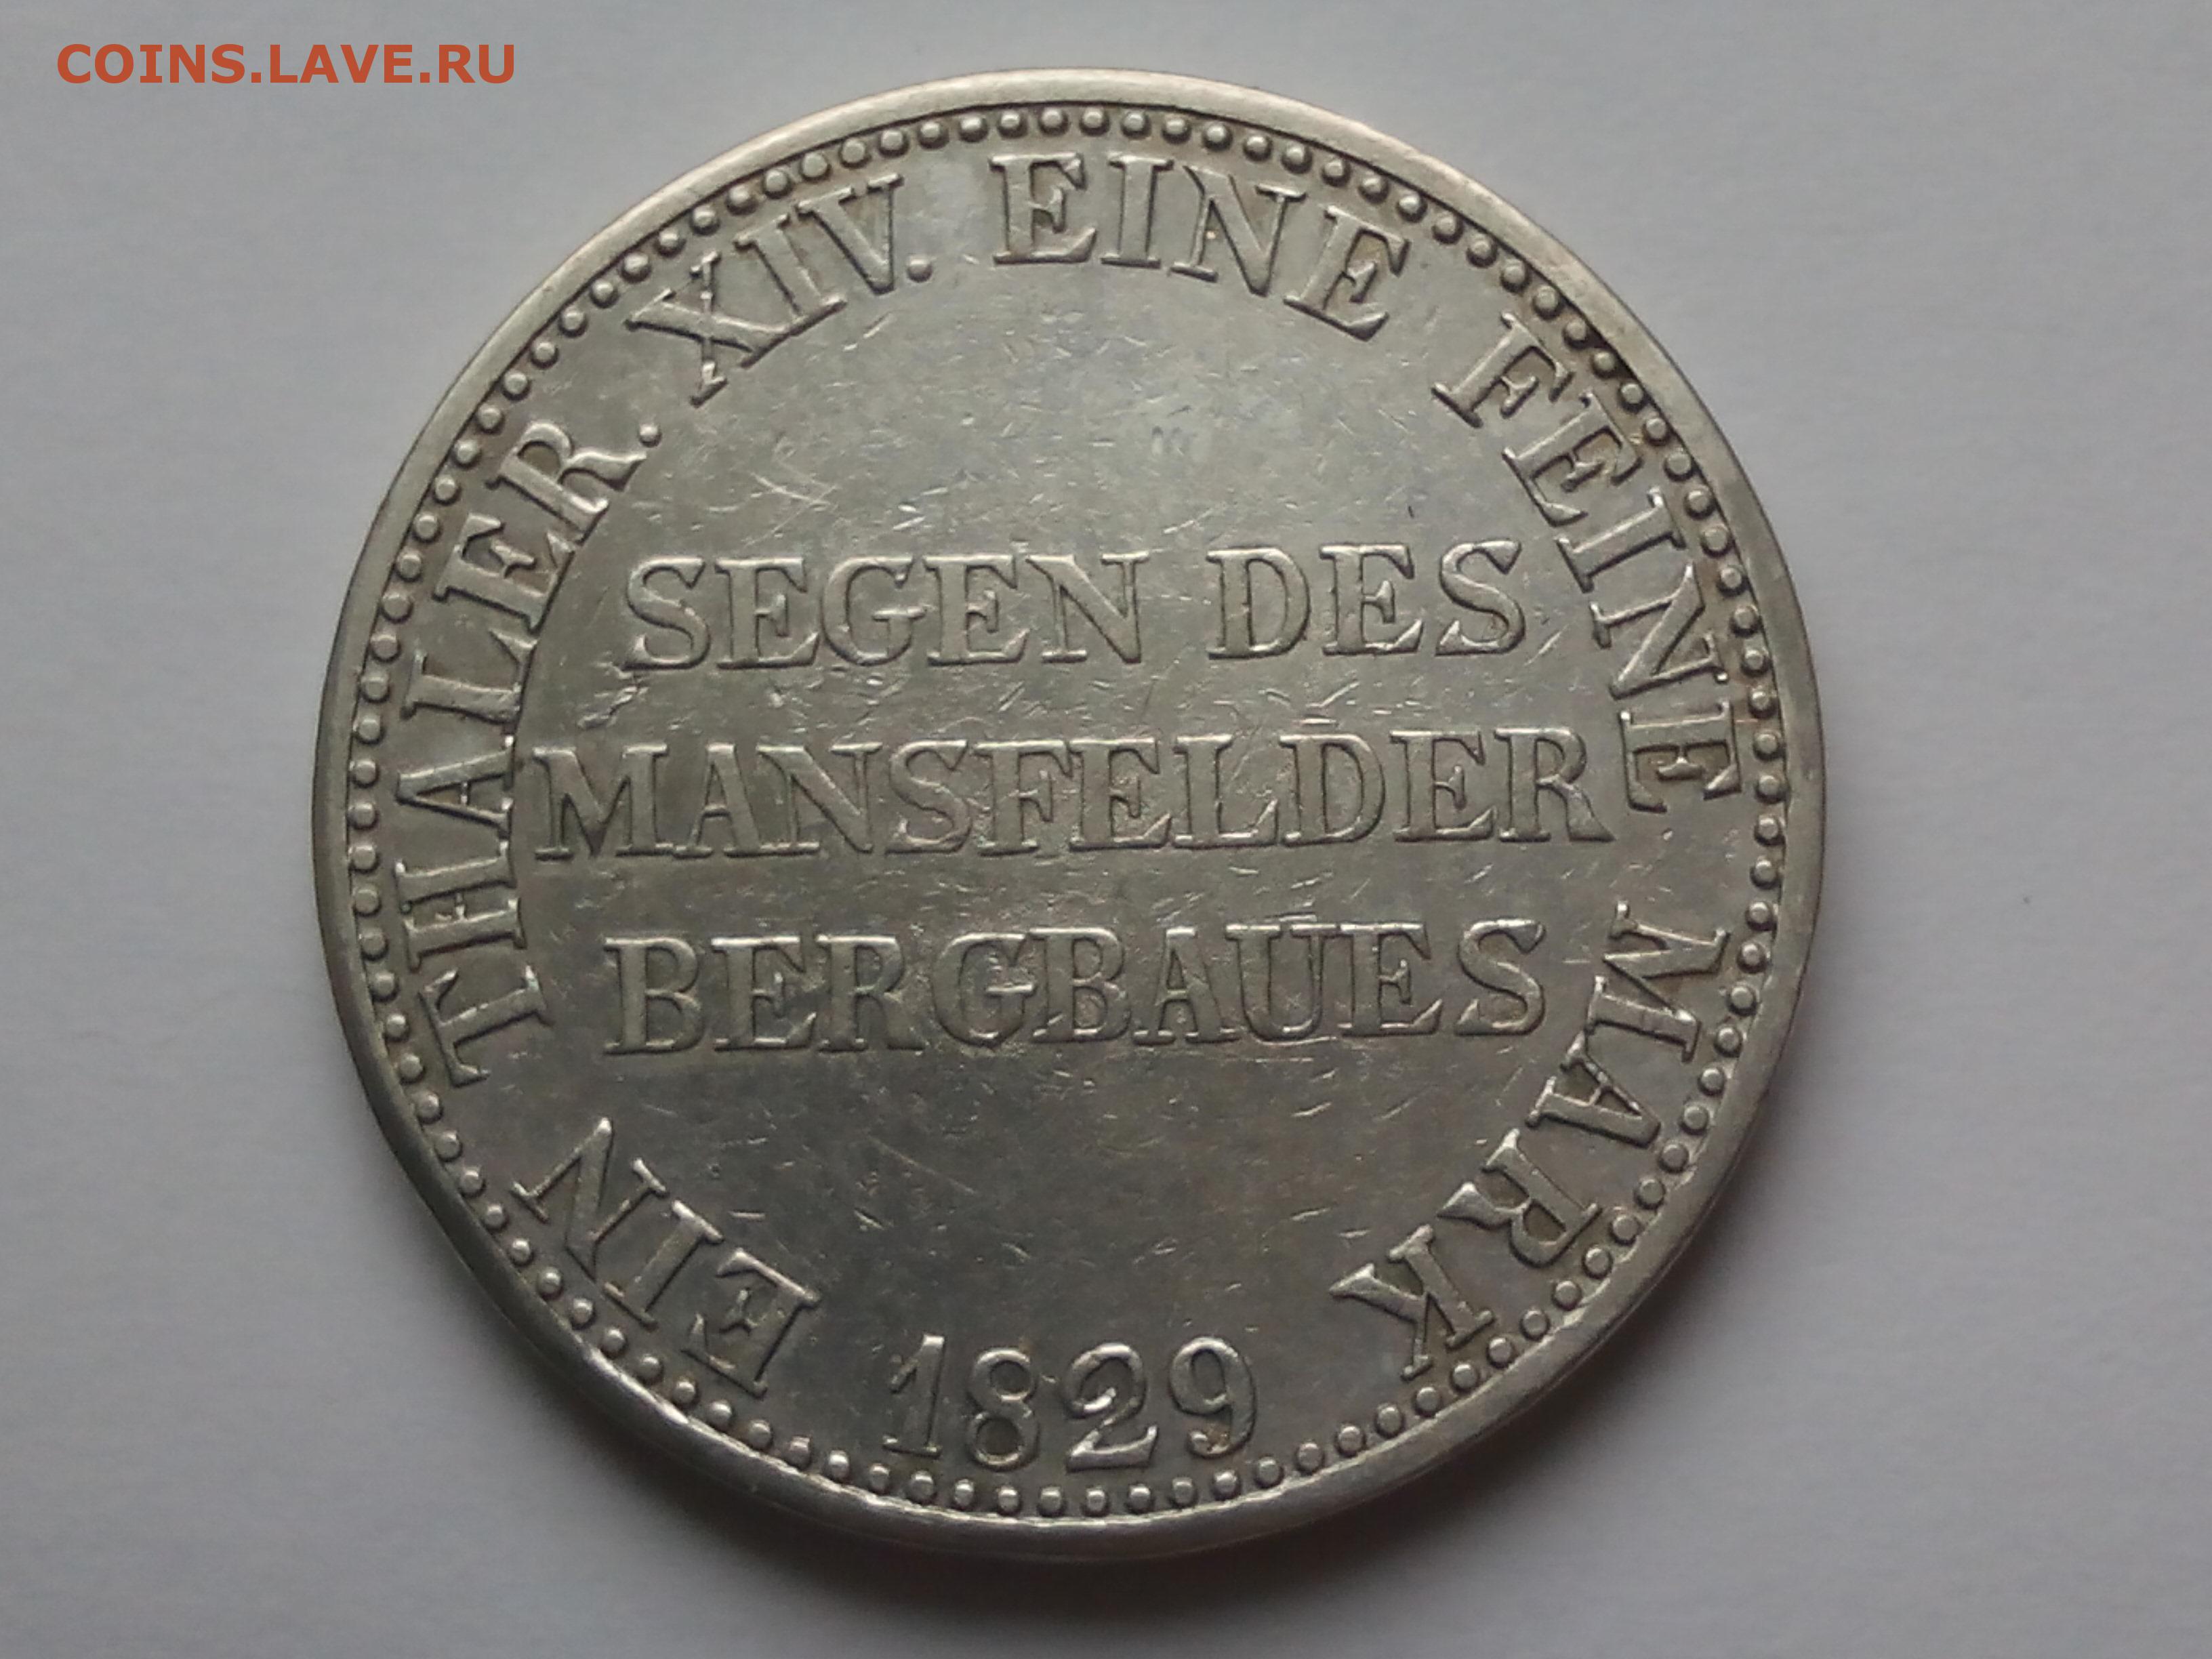 COINS.LAVE.RU
EIN THALER. XIV. EINE FEINE MARK
SEGEN DES
MANSFELDER
BERGBAUES
1829